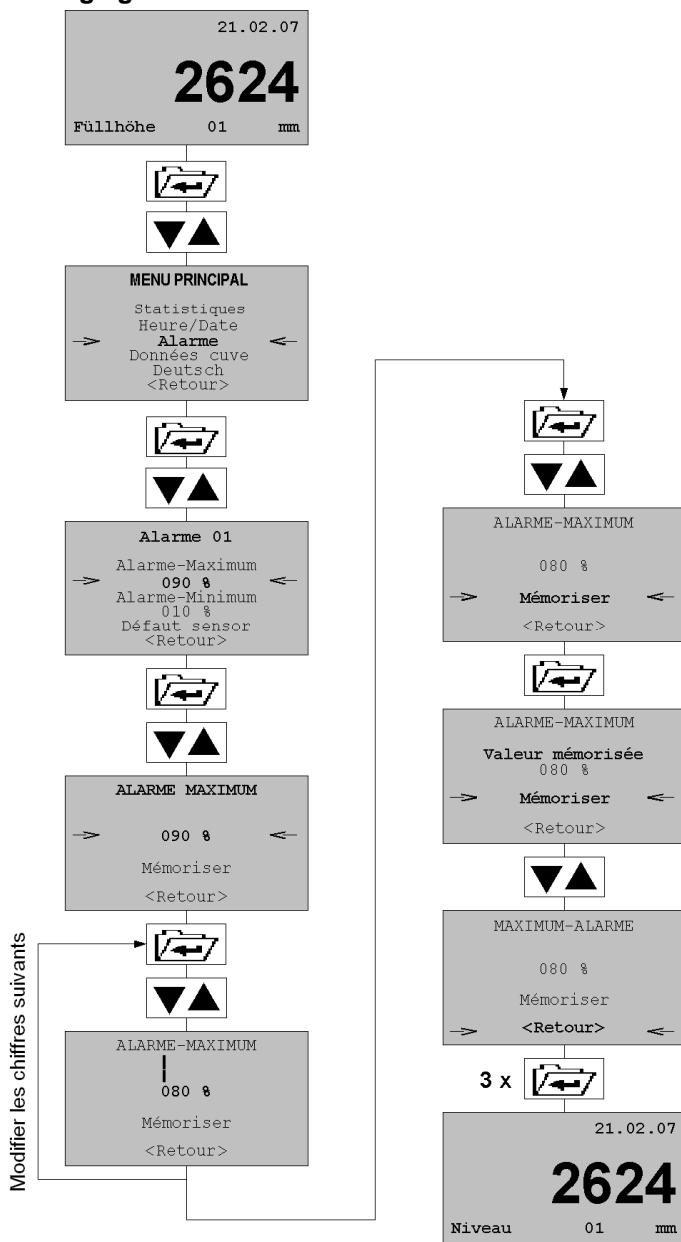 21.02.07
2624
Füllhöhe 01 mm
MENU PRINCIPAL
Statistiques
Heure/Date
Alarme
Données cuve
Deutsch
<Retour>
Alarme 01
Alarme-Maximum
090 %
Alarme-Minimum
010 %
Défaut sensor
<Retour>
ALARME MAXIMUM
090 %
Mémoriser
<Retour>
Modifier les chiffres suivants
ALARME-MAXIMUM
080 %
Mémoriser
<Retour>
ALARME-MAXIMUM
080 %
Mémoriser
<Retour>
ALARME-MAXIMUM
Valeur mémorisée
080 %
Mémoriser
<Retour>
MAXIMUM-ALARME
080 %
Mémoriser
<Retour>
3 x
21.02.07
2624
Niveau 01 mm